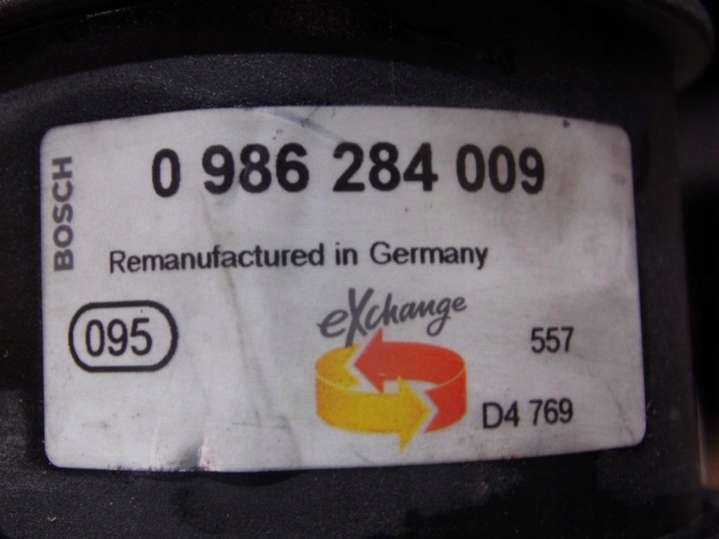 BOSCH
0 986 284 009
Remanufactured in Germany
095
eXchange
557
D4 769